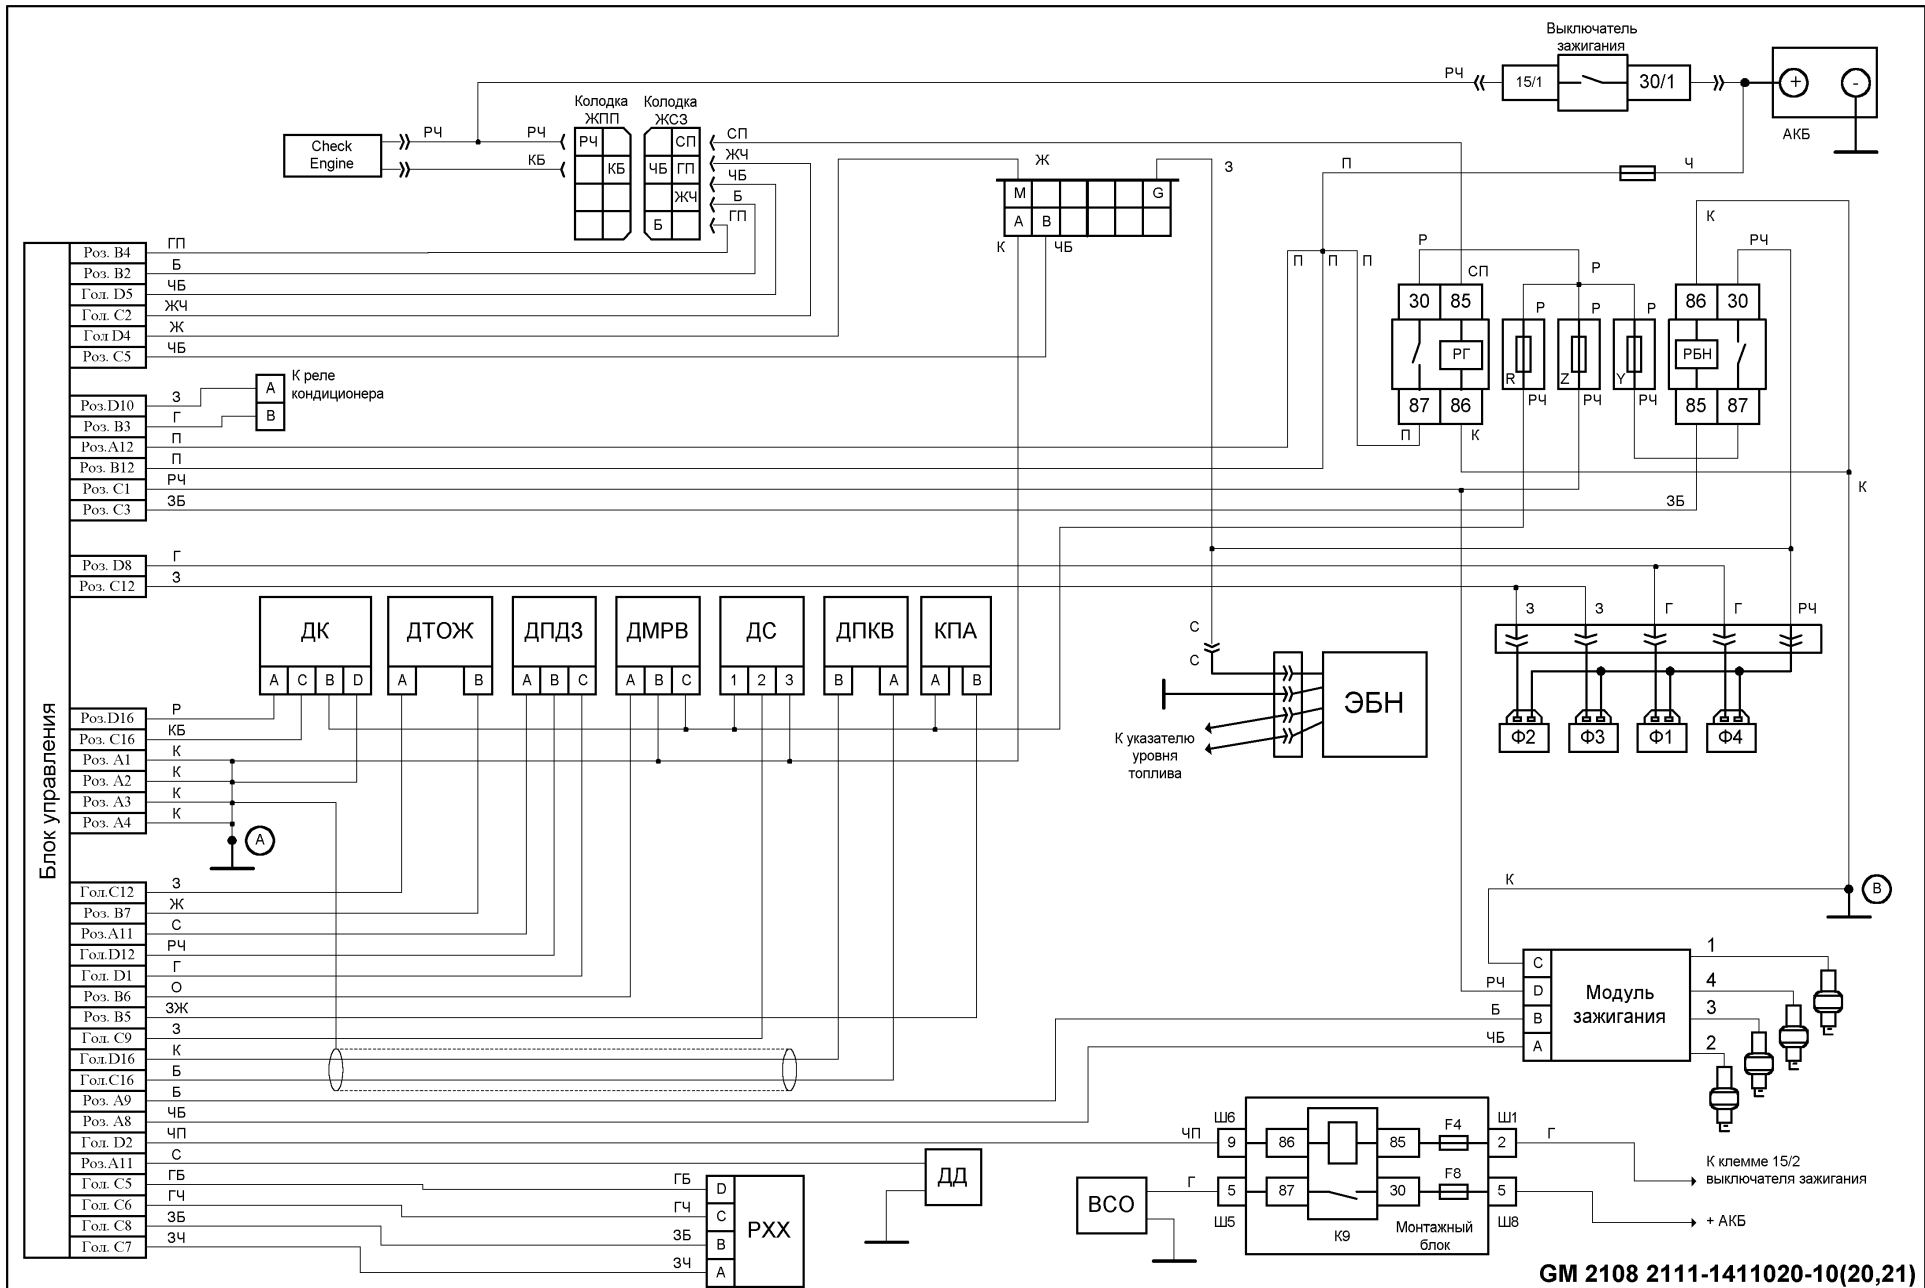 Выключатель
зажигания
РЧ
15/1
30/1
+
-
АКБ
Колодка
ЖПП
Колодка
ЖСЗ
Check
Engine
РЧ
РЧ
КБ
РЧ
КБ
СП
ЧБ
ГП
ЖЧ
Б
СП
ЖЧ
ЧБ
Б
ГП
Ж
З
M
G
A
B
К
ЧБ
П
Ч
П
П
П
К
РЧ
Р
СП
Р
30
85
РГ
87
86
П
К
Р
Р
Р
R
Z
Y
РЧ
РЧ
РЧ
86
30
РБН
85
87
К
ЗБ
Блок управления
Роз. B4 ГП
Роз. B2 Б
Гол. D5 ЧБ
Гол. C2 ЖЧ
Гол D4 Ж
Роз. C5 ЧБ
К реле
кондиционера
A
B
Роз.D10 З
Роз. B3 Г
Роз.A12 П
Роз. B12 П
Роз. C1 РЧ
Роз. C3 ЗБ
Роз. D8 Г
Роз. C12 З
ДК
A C B D
ДТОЖ
A B
ДПДЗ
A B C
ДМРВ
A B C
ДС
1 2 3
ДПКВ
B A
КПА
A B
С
С
ЭБН
К указателю
уровня
топлива
З З Г Г РЧ
Ф2 Ф3 Ф1 Ф4
Роз.D16 Р
Роз. C16 КБ
Роз. A1 К
Роз. A2 К
Роз. A3 К
Роз. A4 К
A
Гол.C12 З
Роз. B7 Ж
Роз.A11 С
Гол.D12 РЧ
Гол. D1 Г
Роз. B6 О
Роз. B5 ЗЖ
Гол. C9 З
Гол.D16 К
Гол.C16 Б
Роз. A9 Б
Роз. A8 ЧБ
Гол. D2 ЧП
Роз.A11 С
Гол. C5 ГБ
Гол. C6 ГЧ
Гол. C8 ЗБ
Гол. C7 ЗЧ
ГБ D
ГЧ C
ЗБ B
ЗЧ A
РХХ
ДД
К
B
C
РЧ D
Б B
ЧБ A
Модуль
зажигания
1
4
3
2
Ш6
ЧП
9
86
85
F4
Ш1
2
Г
К клемме 15/2
выключателя зажигания
ВСО
Г
5
87
30
F8
5
+ АКБ
Ш5
Ш8
К9
Монтажный
блок
GM 2108 2111-1411020-10(20,21)